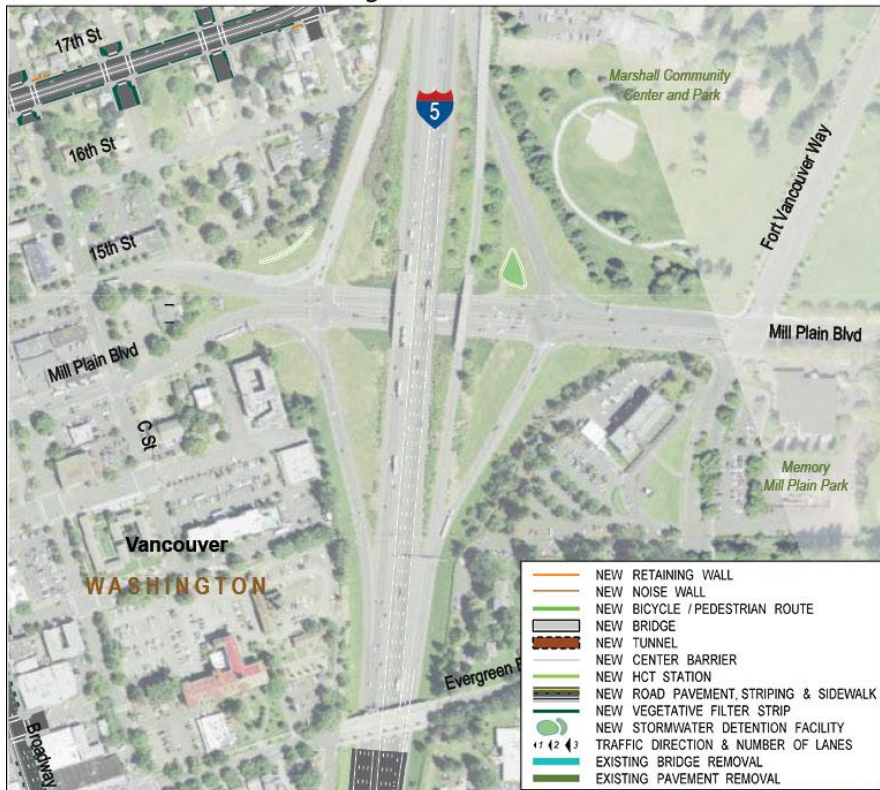 17th St
5
Marshall Community
Center and Park
16th St
Fort Vancouver Way
15th St
Mill Plain Blvd
Mill Plain Blvd
C St
Memory
Mill Plain Park
Vancouver
WASHINGTON
Evergreen
Broadway
NEW RETAINING WALL
NEW NOISE WALL
NEW BICYCLE / PEDESTRIAN ROUTE
NEW BRIDGE
NEW TUNNEL
NEW CENTER BARRIER
NEW HCT STATION
NEW ROAD PAVEMENT, STRIPING & SIDEWALK
NEW VEGETATIVE FILTER STRIP
NEW STORMWATER DETENTION FACILITY
1 2 3 TRAFFIC DIRECTION & NUMBER OF LANES
EXISTING BRIDGE REMOVAL
EXISTING PAVEMENT REMOVAL